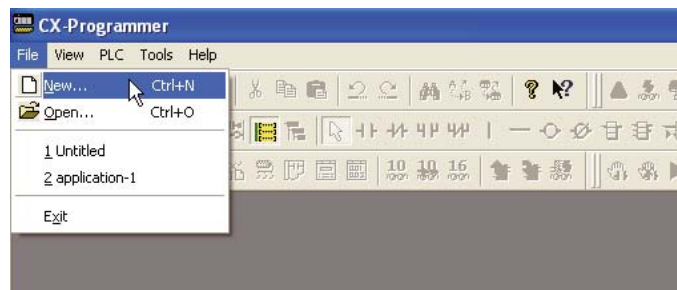 CX-Programmer
File View PLC Tools Help
New... Ctrl+N
Open... Ctrl+O
1 Untitled
2 application-1
Exit
10 10 16